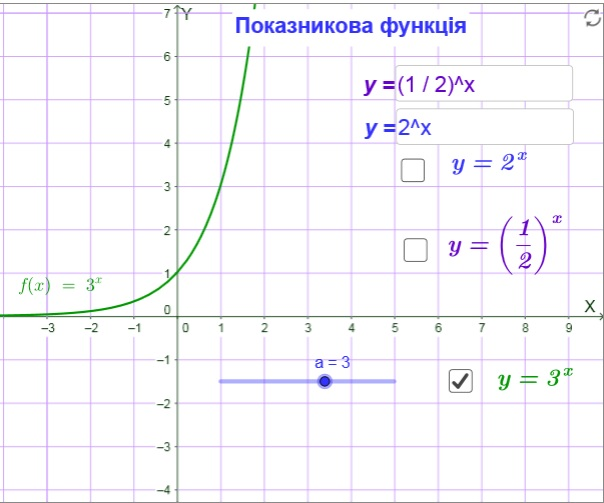 Y
Показникова функція
y = (1 / 2)^x
y = 2^x
y = 2^x
y = (1/2)^x
f(x) = 3^x
7
6
5
4
3
2
1
0
−1
−2
−3
−4
−3 −2 −1 0 1 2 3 4 5 6 7 8 9
X
a = 3
y = 3^x